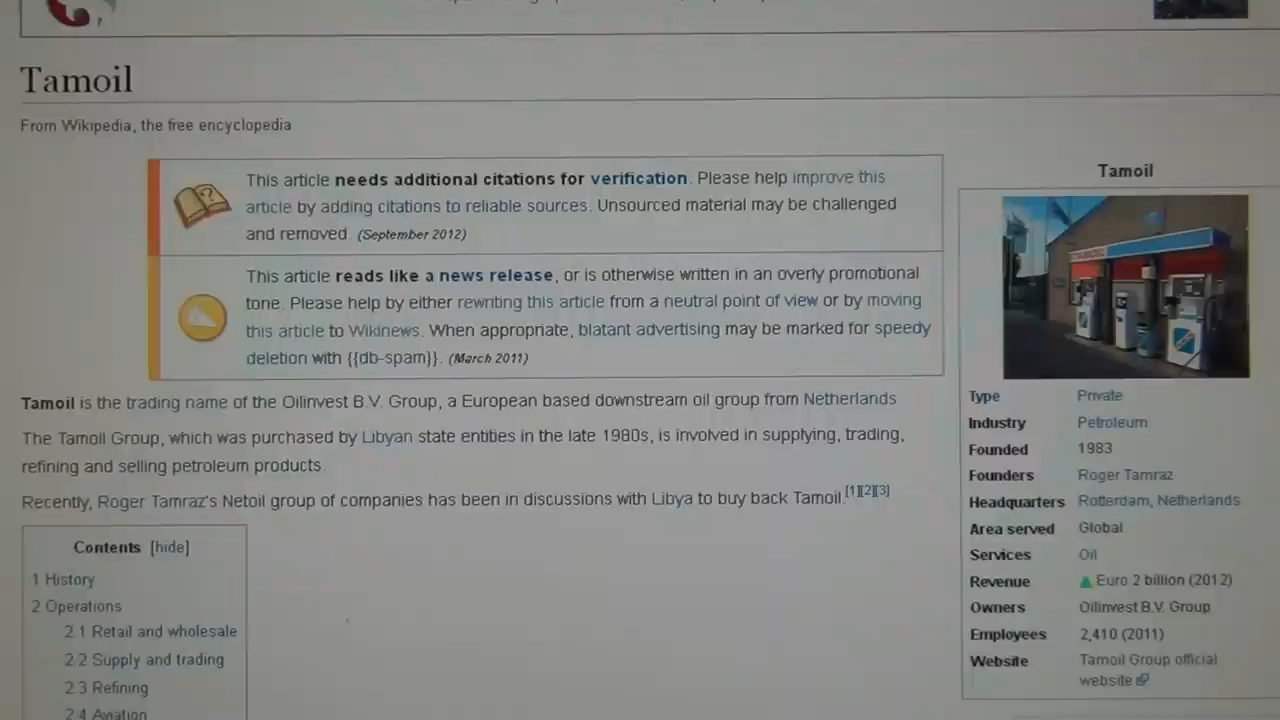 Tamoil
From Wikipedia, the free encyclopedia
This article needs additional citations for verification. Please help improve this
article by adding citations to reliable sources. Unsourced material may be challenged
and removed. (September 2012)
This article reads like a news release, or is otherwise written in an overly promotional
tone. Please help by either rewriting this article from a neutral point of view or by moving
this article to Wikinews. When appropriate, blatant advertising may be marked for speedy
deletion with {{db-spam}}. (March 2011)
Tamoil is the trading name of the Oilinvest B.V. Group, a European based downstream oil group from Netherlands
The Tamoil Group, which was purchased by Libyan state entities in the late 1980s, is involved in supplying, trading,
refining and selling petroleum products.
Recently, Roger Tamraz's Netoil group of companies has been in discussions with Libya to buy back Tamoil.[1][2][3]
Contents [hide]
1 History
2 Operations
2.1 Retail and wholesale
2.2 Supply and trading
2.3 Refining
2.4 Aviation
Tamoil
Type Private
Industry Petroleum
Founded 1983
Founders Roger Tamraz
Headquarters Rotterdam, Netherlands
Area served Global
Services Oil
Revenue ▲ Euro 2 billion (2012)
Owners Oilinvest B.V. Group
Employees 2,410 (2011)
Website Tamoil Group official
website